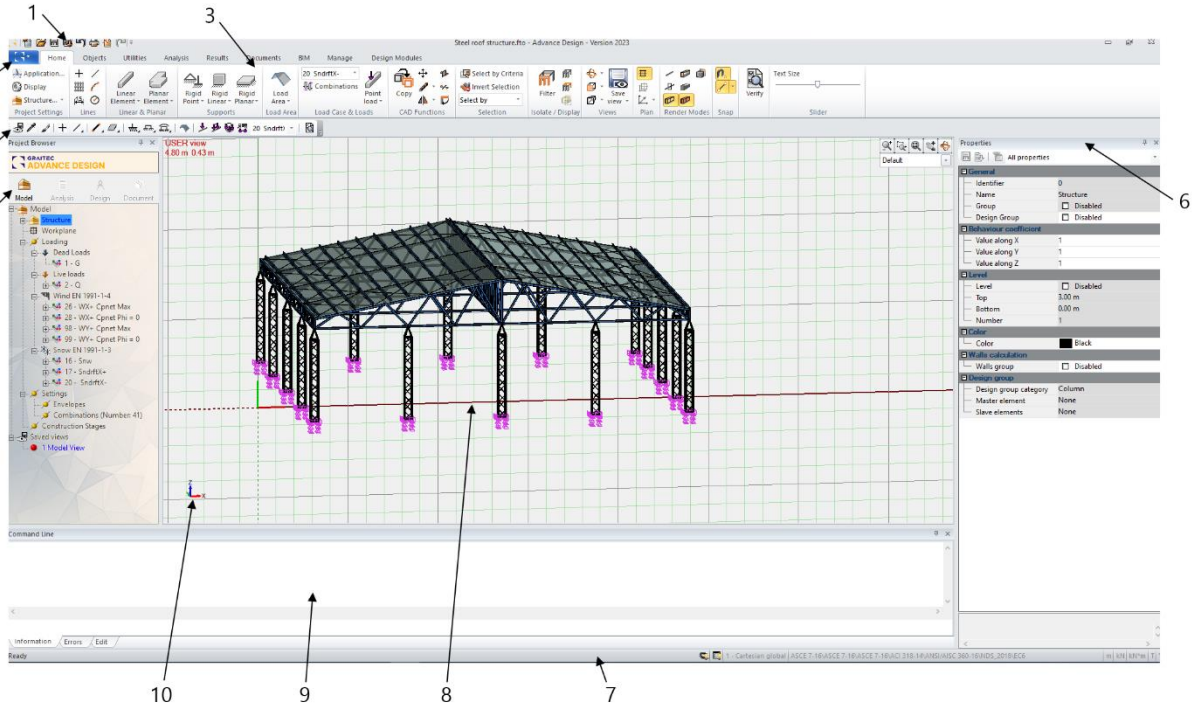 1
3
Steel roof structure.fto - Advance Design - Version 2023
Home Objects Utilities Analysis Results Documents BIM Manage Design Modules
Application...
Display
Structure...
Project Settings
Lines
Linear Element
Planar Element
Linear & Planar
Rigid Point
Rigid Linear
Rigid Planar
Supports
Load Area
Load Area
20 SndrftX-
Combinations
Point load
Load Case & Loads
Copy
CAD Functions
Select by Criteria
Invert Selection
Select by
Selection
Filter
Isolate / Display
Save view
Views
Plan
Render Modes
Snap
Verify
Text Size
Slider
Project Browser
GRAITEC
ADVANCE DESIGN
Model Analysis Design Document
Model
Structure
Workplane
Loading
Dead Loads
1 - G
Live loads
2 - Q
Wind EN 1991-1-4
26 - WX+ Cpnet Max
28 - WX+ Cpnet Phi = 0
98 - WY+ Cpnet Max
99 - WY+ Cpnet Phi = 0
Snow EN 1991-1-3
16 - Snw
17 - SndrftX+
20 - SndrftX-
Settings
Envelopes
Combinations (Number: 41)
Construction Stages
Saved views
1 Model View
USER view
4.80 m 0.43 m
Default
Z
X
Properties
All properties
General
Identifier 0
Name Structure
Group Disabled
Design Group Disabled
Behaviour coefficient
Value along X 1
Value along Y 1
Value along Z 1
Level
Level Disabled
Top 3.00 m
Bottom 0.00 m
Number 1
Color
Color Black
Walls calculation
Walls group Disabled
Design group
Design group category Column
Master element None
Slave elements None
6
Command Line
Information Errors Edit
Ready
1 - Cartesian global ASCE 7-16\ASCE 7-16\ASCE 7-16\ACI 318-14\ANSI/AISC 360-16\NDS_2018\EC6 m kN kN*m T
10
9
8
7